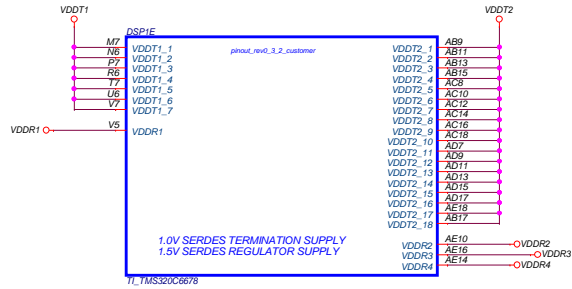 VDDT1 VDDT2
DSP1E
pinout_rev0_3_2_customer
M7 VDDT1_1 VDDT2_1 AB9
N6 VDDT1_2 VDDT2_2 AB11
P7 VDDT1_3 VDDT2_3 AB13
R6 VDDT1_4 VDDT2_4 AB15
T7 VDDT1_5 VDDT2_5 AC8
U6 VDDT1_6 VDDT2_6 AC10
V7 VDDT1_7 VDDT2_7 AC12
VDDT2_8 AC14
VDDR1 V5 VDDR1 VDDT2_9 AC16
VDDT2_10 AC18
VDDT2_11 AD7
VDDT2_12 AD9
VDDT2_13 AD11
VDDT2_14 AD13
VDDT2_15 AD15
VDDT2_16 AD17
VDDT2_17 AE18
VDDT2_18 AB17
1.0V SERDES TERMINATION SUPPLY
1.5V SERDES REGULATOR SUPPLY
VDDR2 AE10 VDDR2
VDDR3 AE16 VDDR3
VDDR4 AE14 VDDR4
TI_TMS320C6678